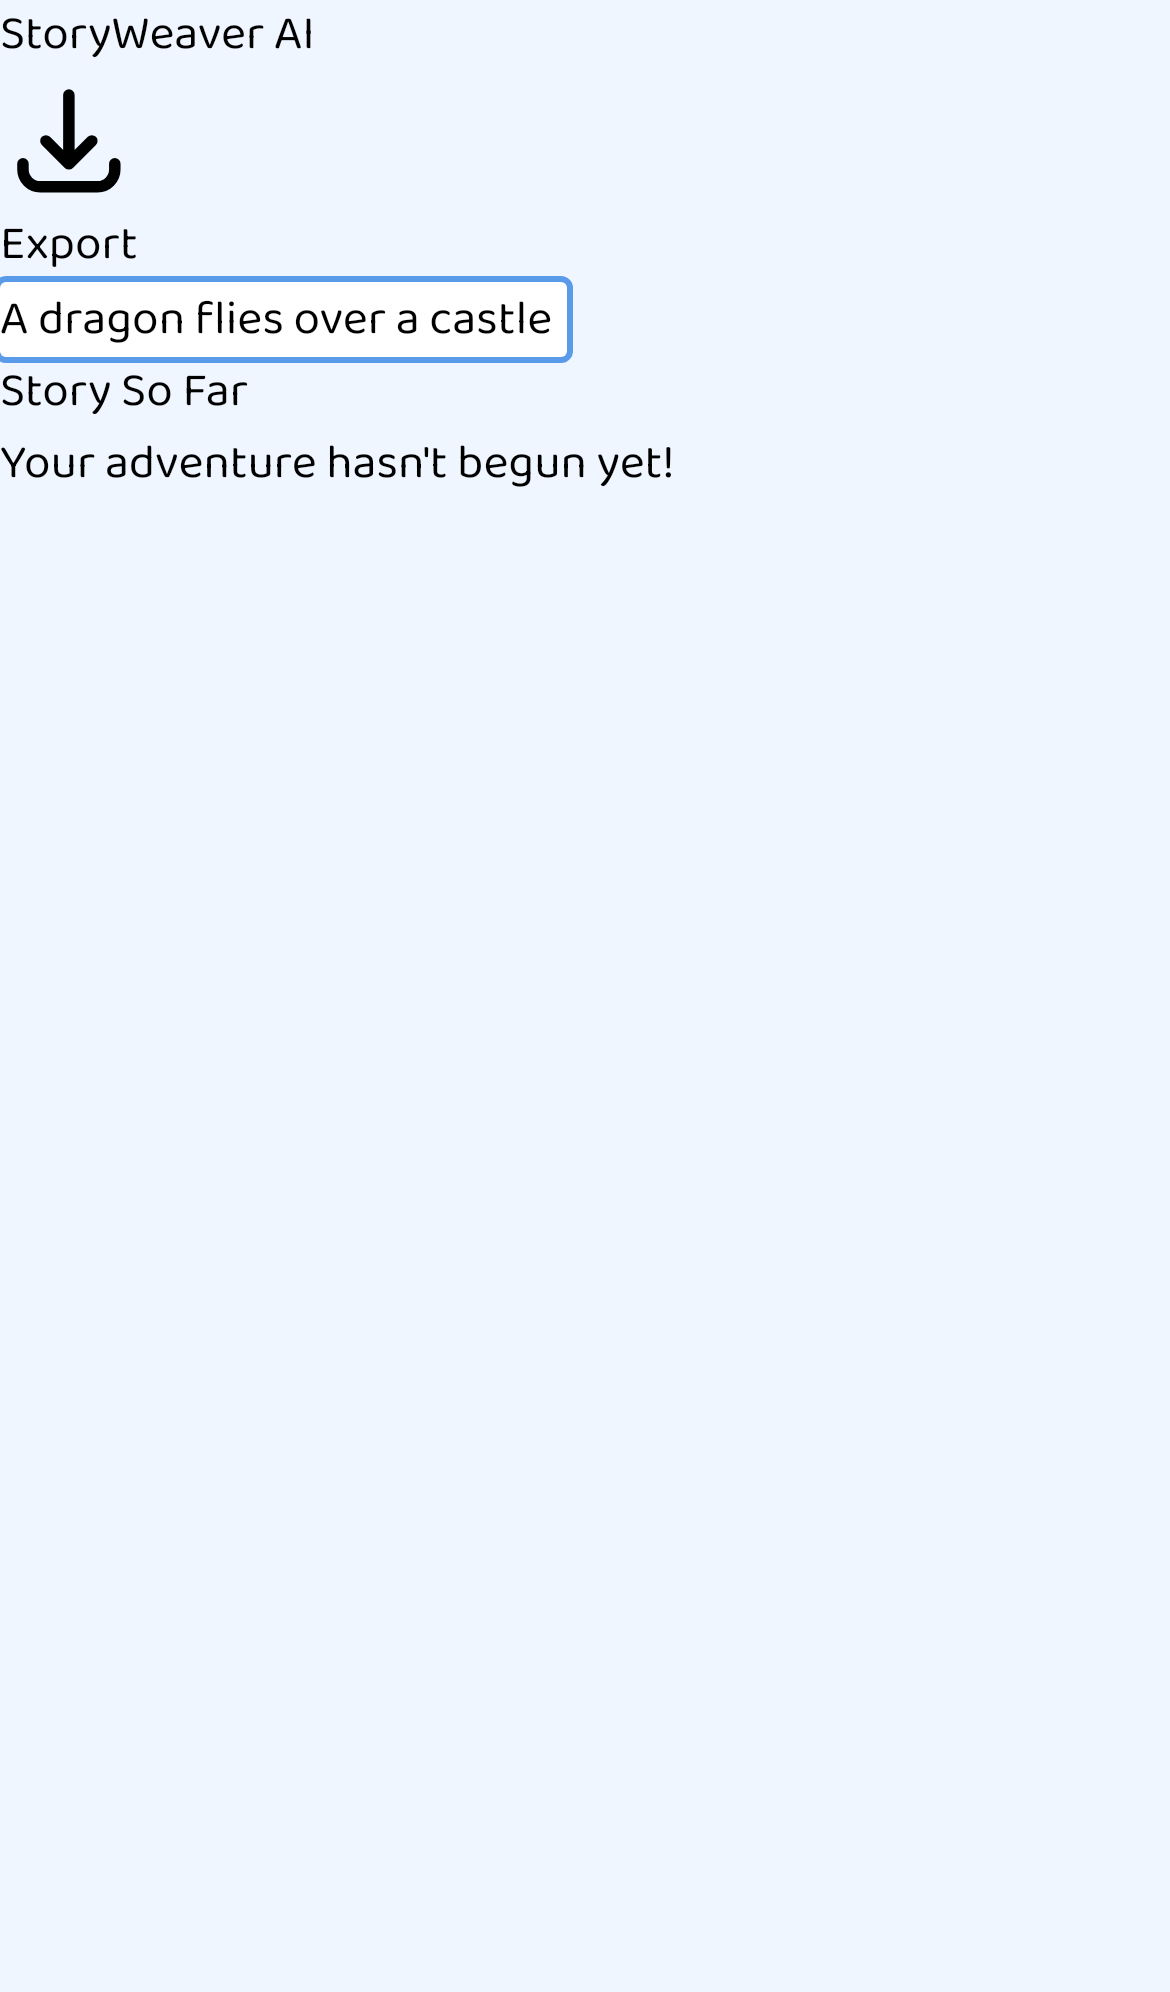 StoryWeaver AI
Export
A dragon flies over a castle
Story So Far
Your adventure hasn't begun yet!